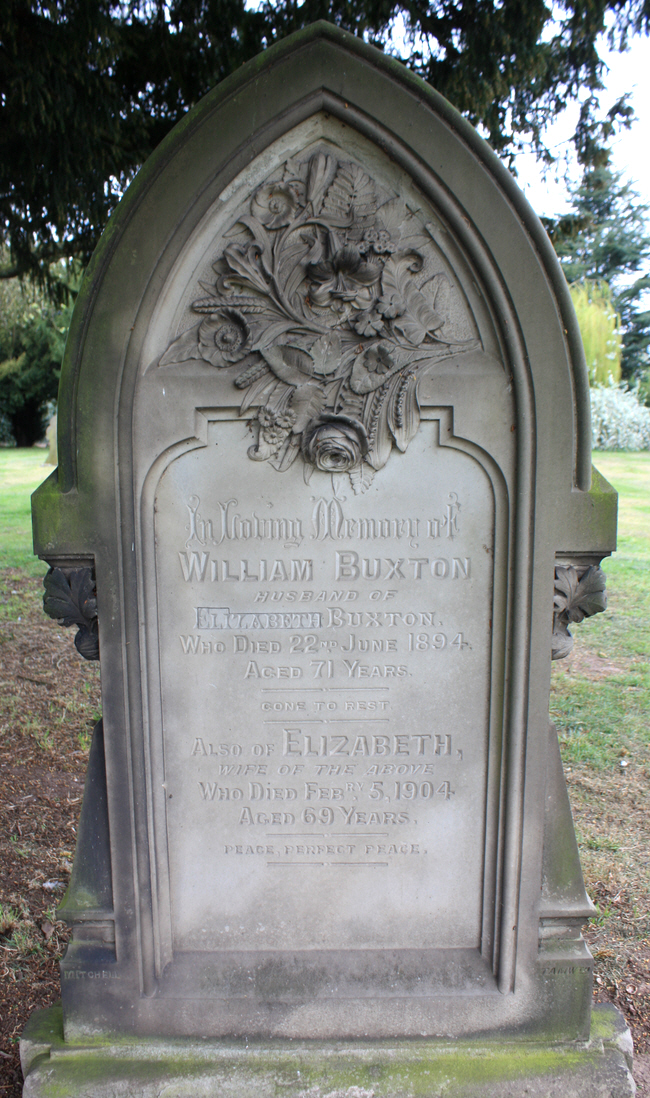 In Loving Memory of
WILLIAM BUXTON
HUSBAND OF
ELIZABETH BUXTON.
WHO DIED 22ND JUNE 1894.
AGED 71 YEARS.
GONE TO REST
ALSO OF ELIZABETH,
WIFE OF THE ABOVE
WHO DIED FEBRY 5, 1904
AGED 69 YEARS.
PEACE, PERFECT PEACE.
MITCHELL